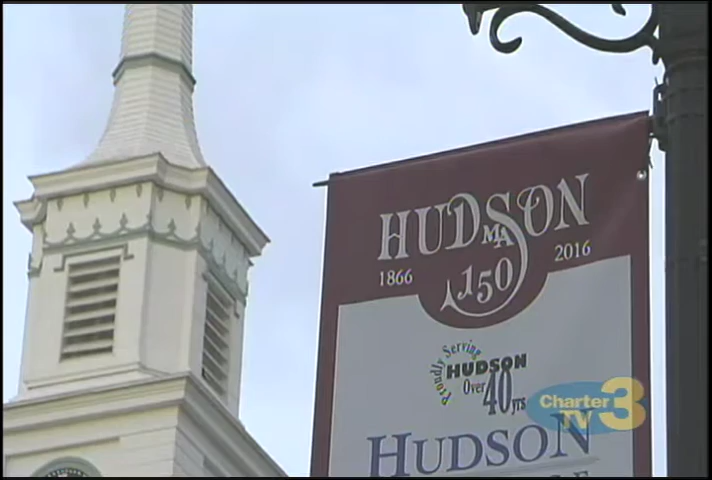 HUDSON
MA
1866 150 2016
Proudly Serving
HUDSON
Over 40 yrs
Charter
TV 3
HUDSON